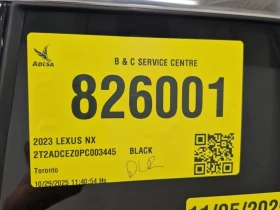 ADESA
B & C SERVICE CENTRE
826001
2023 LEXUS NX
2T2ADCEZ0PC003445 BLACK
Toronto
DLR
10/29/2025 11:40:54 Hs
11/05/202